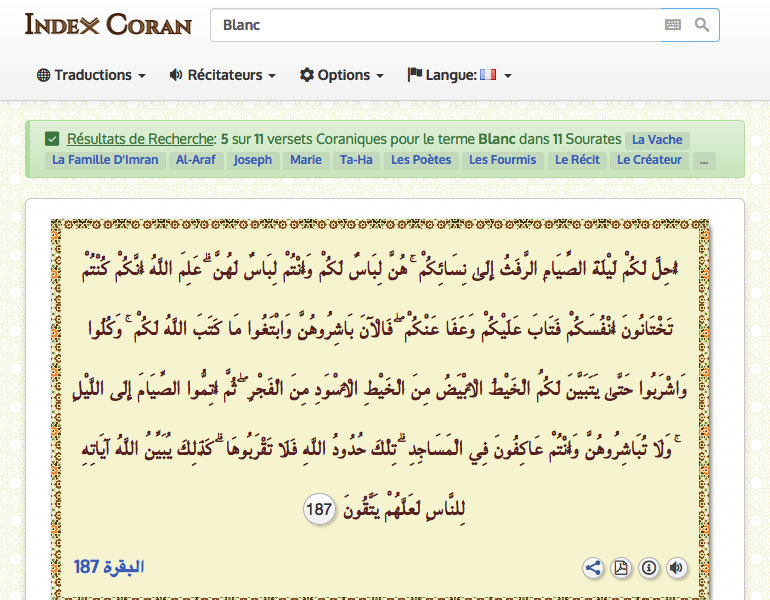 INDEX CORAN
Blanc
Traductions
Récitateurs
Options
Langue:
Résultats de Recherche: 5 sur 11 versets Coraniques pour le terme Blanc dans 11 Sourates La Vache
La Famille D'Imran Al-Araf Joseph Marie Ta-Ha Les Poètes Les Fourmis Le Récit Le Créateur ...
أُحِلَّ لَكُمْ لَيْلَةَ الصِّيَامِ الرَّفَثُ إِلَىٰ نِسَائِكُمْ ۚ هُنَّ لِبَاسٌ لَكُمْ وَأَنْتُمْ لِبَاسٌ لَهُنَّ ۗ عَلِمَ اللَّهُ أَنَّكُمْ كُنْتُمْ
تَخْتَانُونَ أَنْفُسَكُمْ فَتَابَ عَلَيْكُمْ وَعَفَا عَنْكُمْ ۖ فَالْآنَ بَاشِرُوهُنَّ وَابْتَغُوا مَا كَتَبَ اللَّهُ لَكُمْ ۚ وَكُلُوا
وَاشْرَبُوا حَتَّىٰ يَتَبَيَّنَ لَكُمُ الْخَيْطُ الْأَبْيَضُ مِنَ الْخَيْطِ الْأَسْوَدِ مِنَ الْفَجْرِ ۖ ثُمَّ أَتِمُّوا الصِّيَامَ إِلَى اللَّيْلِ
ۚ وَلَا تُبَاشِرُوهُنَّ وَأَنْتُمْ عَاكِفُونَ فِي الْمَسَاجِدِ ۗ تِلْكَ حُدُودُ اللَّهِ فَلَا تَقْرَبُوهَا ۗ كَذَٰلِكَ يُبَيِّنُ اللَّهُ آيَاتِهِ
لِلنَّاسِ لَعَلَّهُمْ يَتَّقُونَ 187
البقرة 187